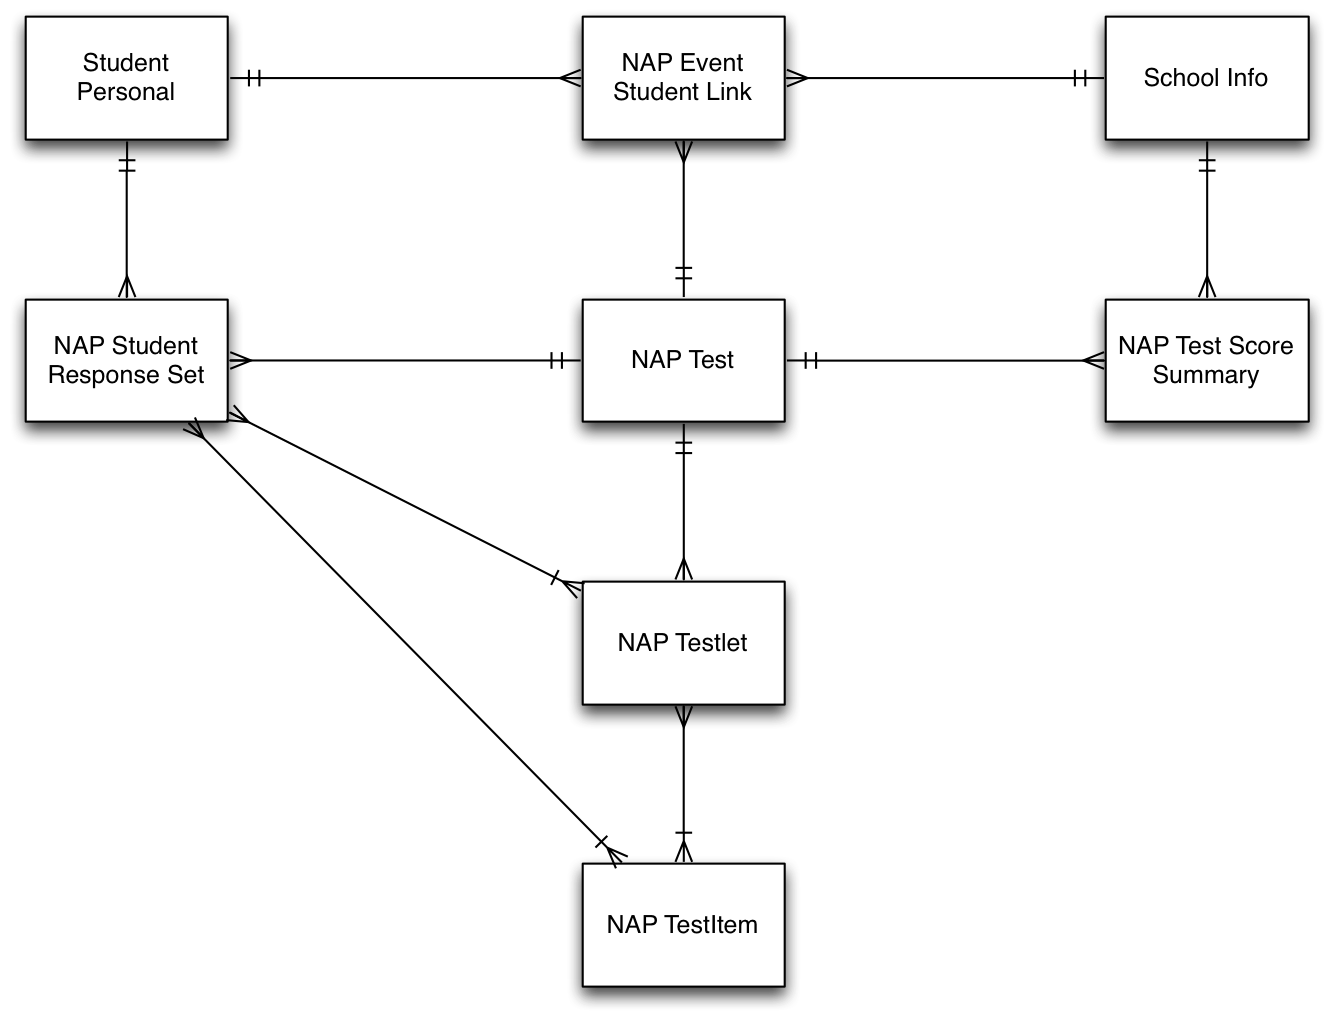 Student
Personal
NAP Event
Student Link
School Info
NAP Student
Response Set
NAP Test
NAP Test Score
Summary
NAP Testlet
NAP TestItem